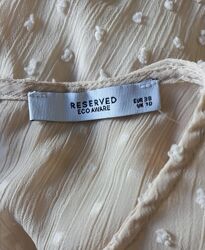 RESERVED
ECO AWARE
EUR 38
UK 10